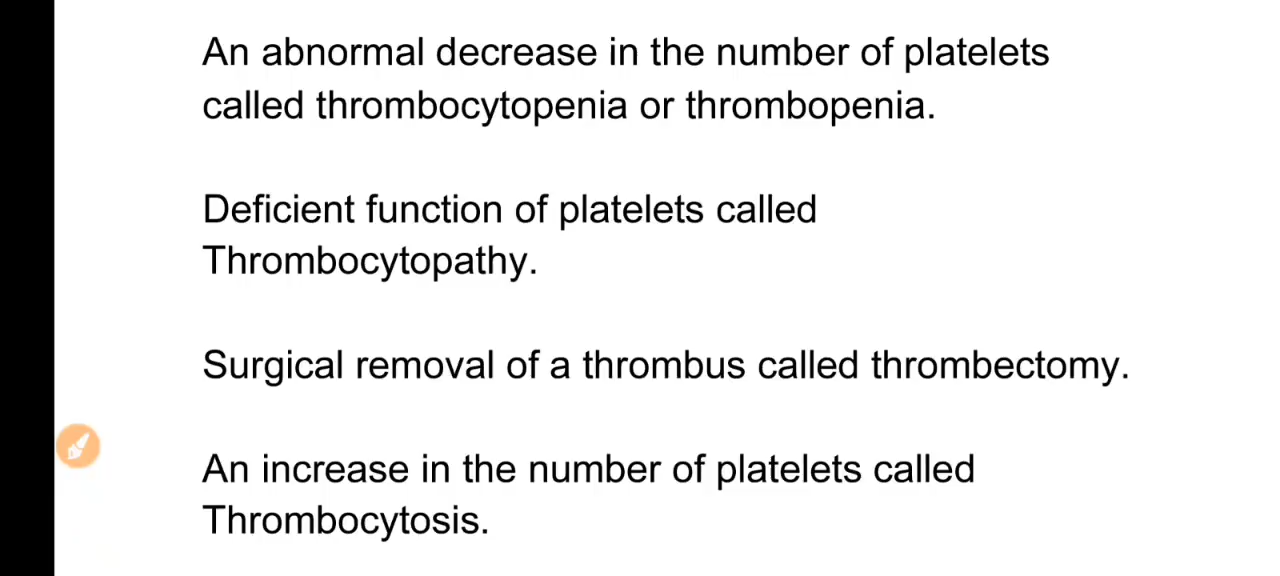 An abnormal decrease in the number of platelets
called thrombocytopenia or thrombopenia.
Deficient function of platelets called
Thrombocytopathy.
Surgical removal of a thrombus called thrombectomy.
An increase in the number of platelets called
Thrombocytosis.